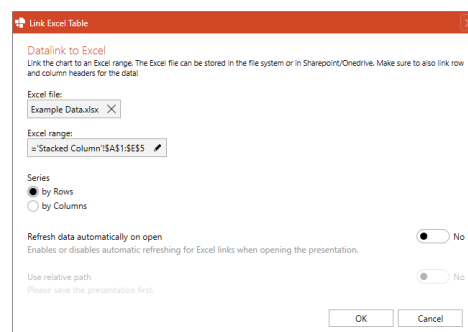 Link Excel Table
Datalink to Excel
Link the chart to an Excel range. The Excel file can be stored in the file system or in Sharepoint/Onedrive. Make sure to also link row
and column headers for the data!
Excel file:
Example Data.xlsx
Excel range:
='Stacked Column'!$A$1:$E$5
Series
by Rows
by Columns
Refresh data automatically on open
No
Enables or disables automatic refreshing for Excel links when opening the presentation.
Use relative path
No
Please save the presentation first.
OK
Cancel